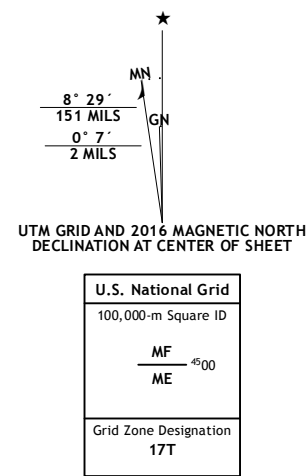 MN
8° 29´
151 MILS
GN
0° 7´
2 MILS
UTM GRID AND 2016 MAGNETIC NORTH
DECLINATION AT CENTER OF SHEET
U.S. National Grid
100,000-m Square ID
MF
4500
ME
Grid Zone Designation
17T